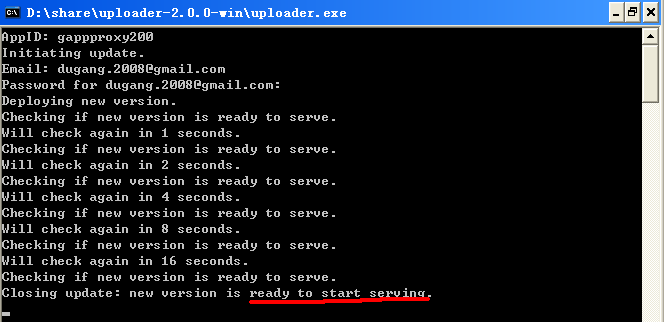 D:\share\uploader-2.0.0-win\uploader.exe
AppID: gappproxy200
Initiating update.
Email: dugang.2008@gmail.com
Password for dugang.2008@gmail.com:
Deploying new version.
Checking if new version is ready to serve.
Will check again in 1 seconds.
Checking if new version is ready to serve.
Will check again in 2 seconds.
Checking if new version is ready to serve.
Will check again in 4 seconds.
Checking if new version is ready to serve.
Will check again in 8 seconds.
Checking if new version is ready to serve.
Will check again in 16 seconds.
Checking if new version is ready to serve.
Closing update: new version is ready to start serving.